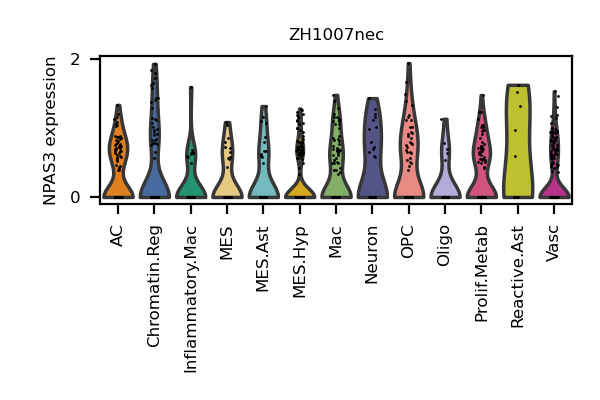 ZH1007nec
NPAS3 expression
2
0
AC
Chromatin.Reg
Inflammatory.Mac
MES
MES.Ast
MES.Hyp
Mac
Neuron
OPC
Oligo
Prolif.Metab
Reactive.Ast
Vasc